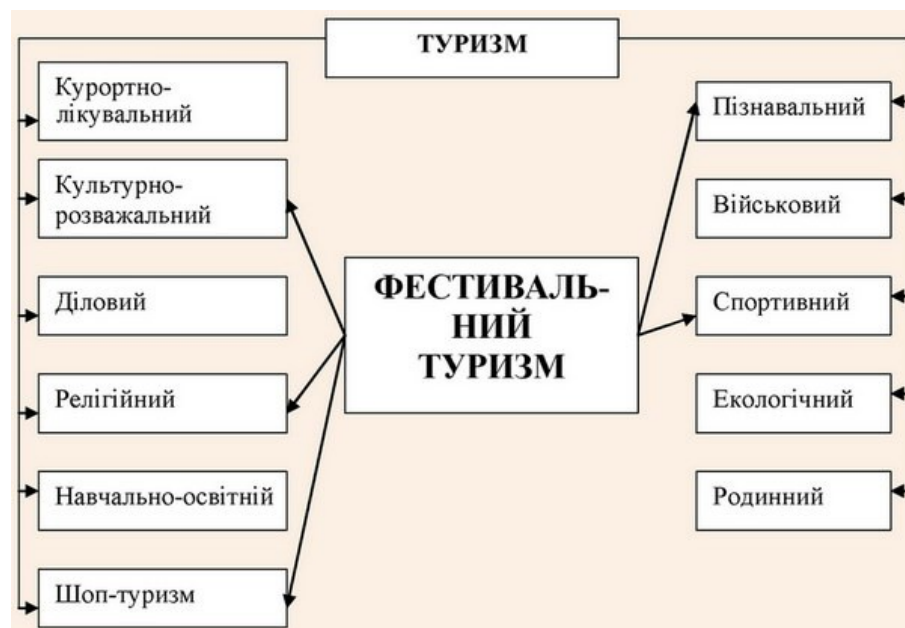 ТУРИЗМ
Курортно-
лікувальний
Культурно-
розважальний
Діловий
Релігійний
Навчально-освітній
Шоп-туризм
ФЕСТИВАЛЬ-
НИЙ
ТУРИЗМ
Пізнавальний
Військовий
Спортивний
Екологічний
Родинний